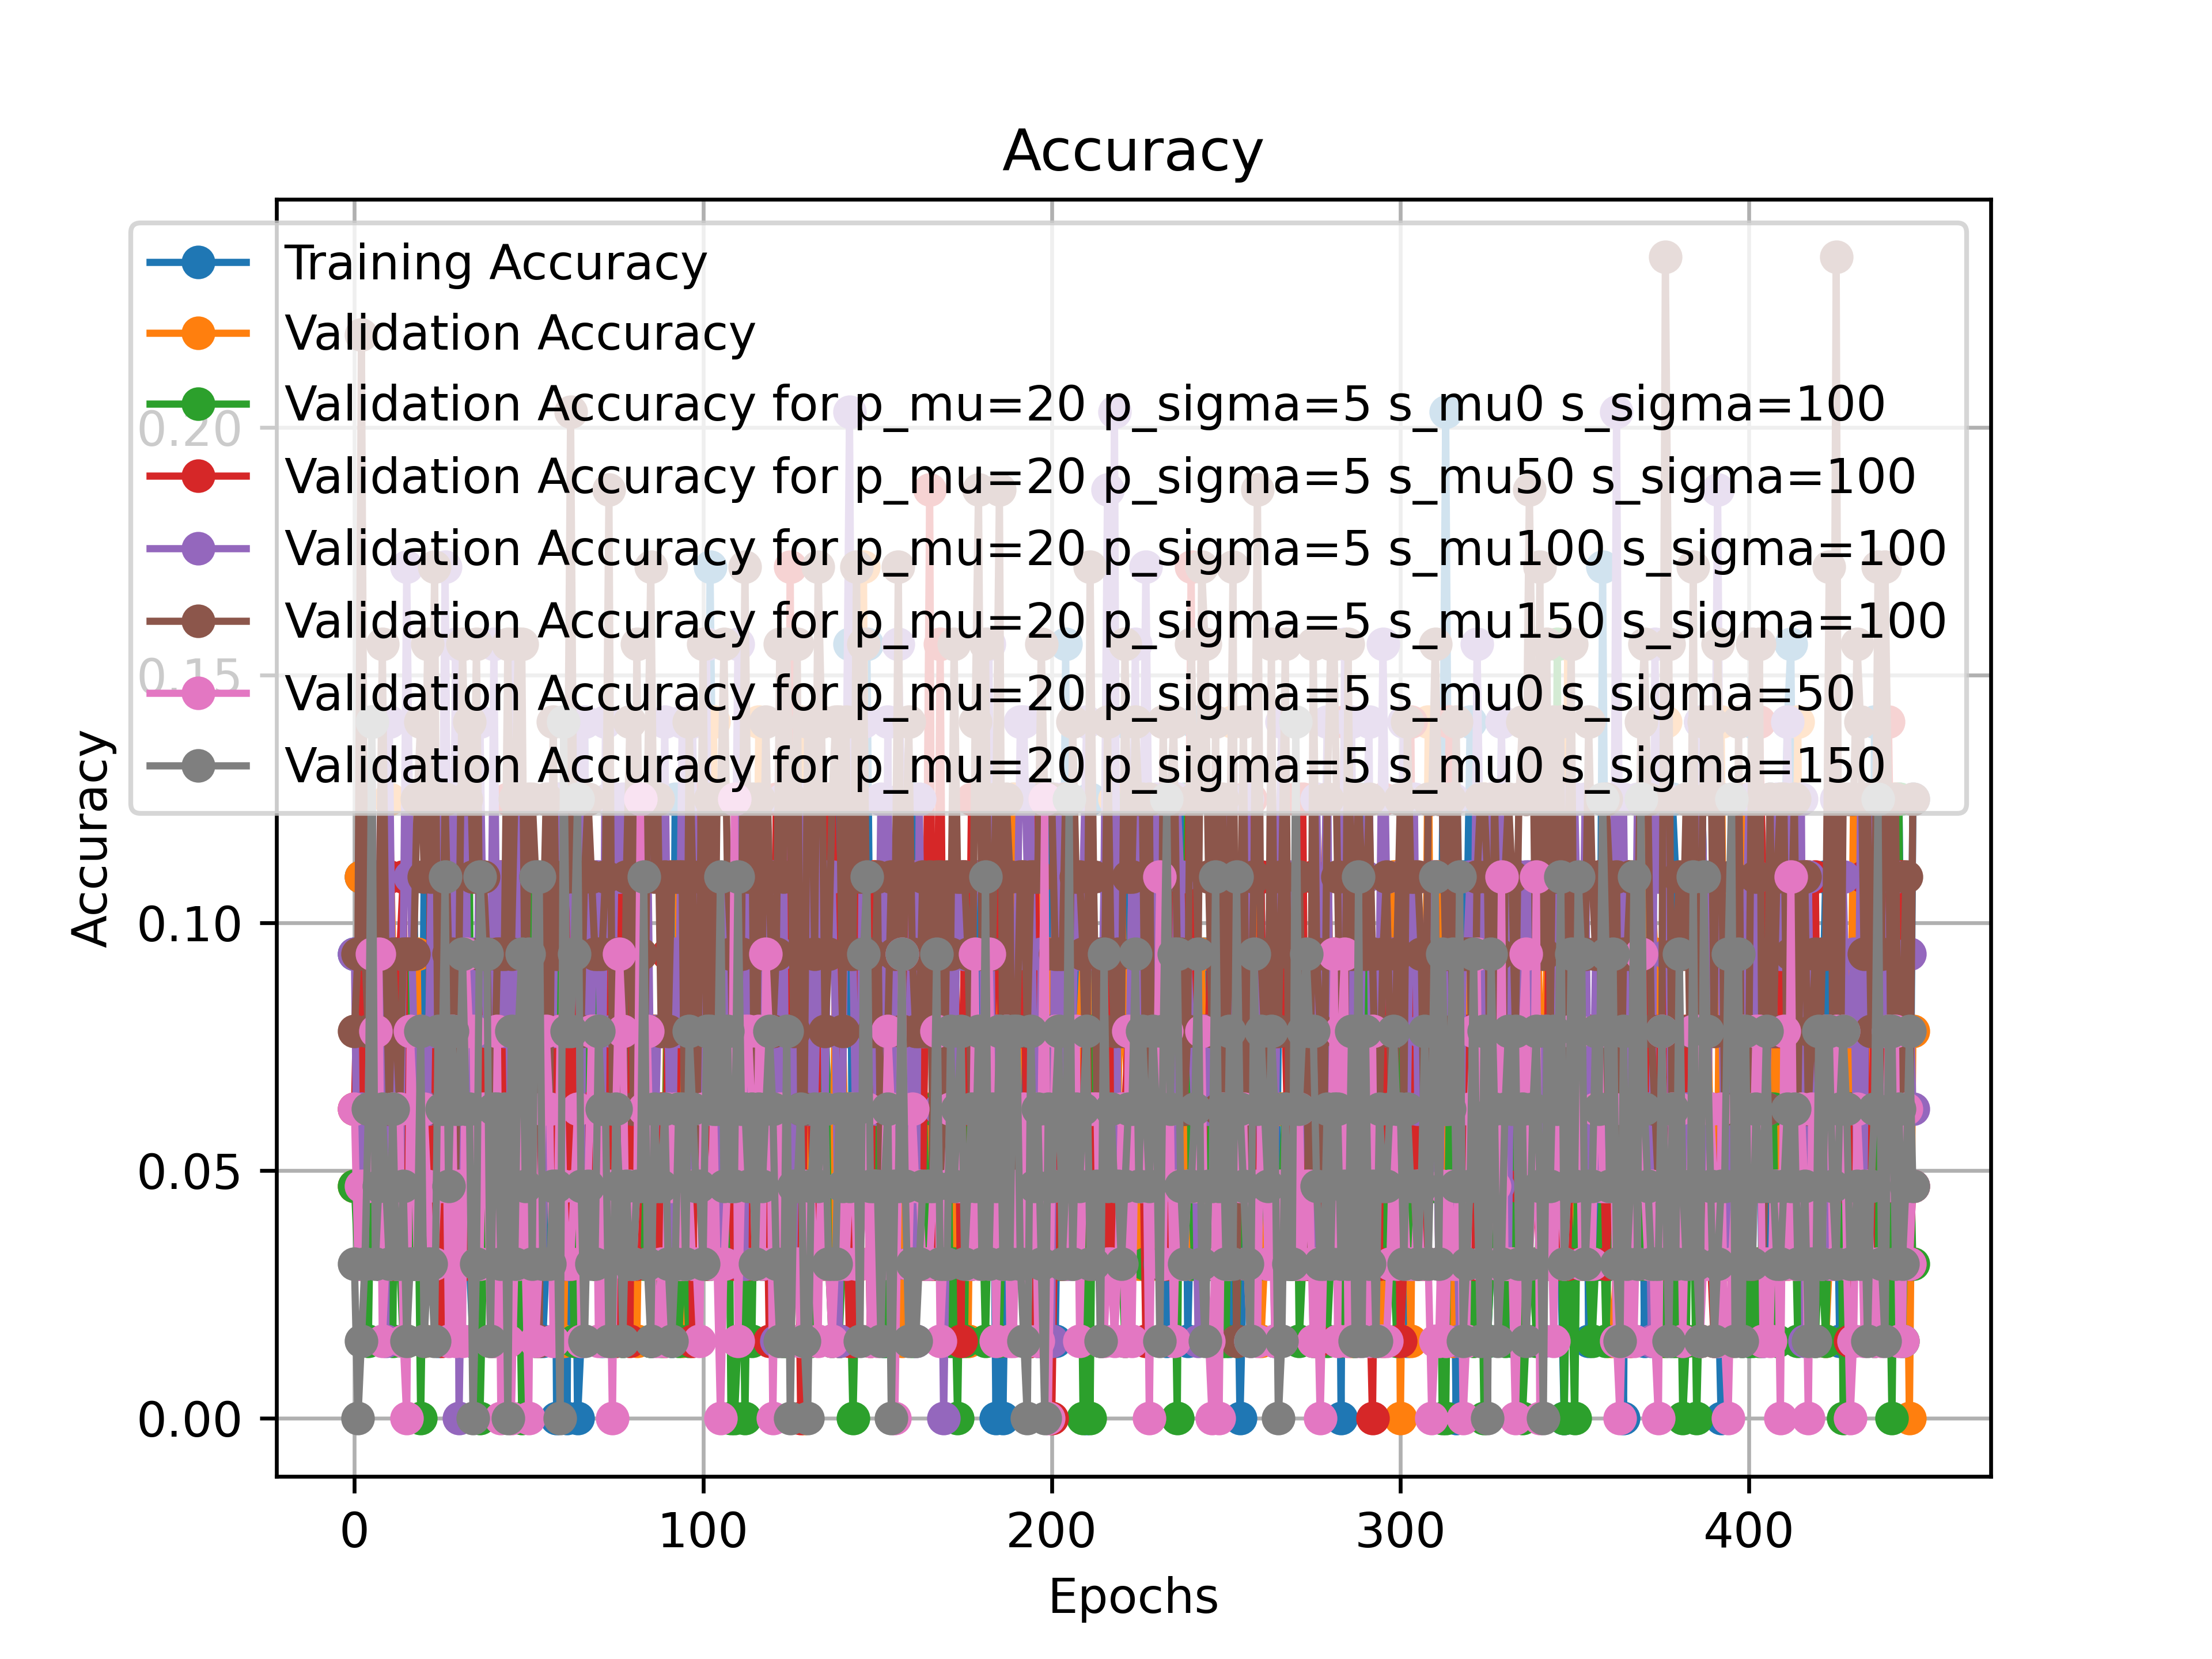 Accuracy
Training Accuracy
Validation Accuracy
Validation Accuracy for p_mu=20 p_sigma=5 s_mu0 s_sigma=100
Validation Accuracy for p_mu=20 p_sigma=5 s_mu50 s_sigma=100
Validation Accuracy for p_mu=20 p_sigma=5 s_mu100 s_sigma=100
Validation Accuracy for p_mu=20 p_sigma=5 s_mu150 s_sigma=100
Validation Accuracy for p_mu=20 p_sigma=5 s_mu0 s_sigma=50
Validation Accuracy for p_mu=20 p_sigma=5 s_mu0 s_sigma=150
0.20
0.15
0.10
0.05
0.00
Accuracy
0 100 200 300 400
Epochs